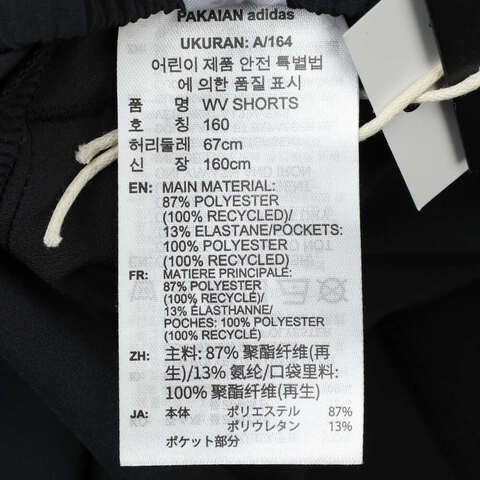 PAKAIAN adidas
UKURAN: A/164
어린이 제품 안전 특별법
에 의한 품질 표시
품 명 WV SHORTS
호 칭 160
허리둘레 67cm
신 장 160cm
EN: MAIN MATERIAL:
87% POLYESTER
(100% RECYCLED)/
13% ELASTANE/POCKETS:
100% POLYESTER
(100% RECYCLED)
FR: MATIERE PRINCIPALE:
87% POLYESTER
(100% RECYCLÉ)/
13% ÉLASTHANNE/
POCHES: 100% POLYESTER
(100% RECYCLÉ)
ZH: 主料: 87% 聚酯纤维(再
生)/13% 氨纶/口袋里料:
100% 聚酯纤维(再生)
JA: 本体 ポリエステル 87%
ポリウレタン 13%
ポケット部分